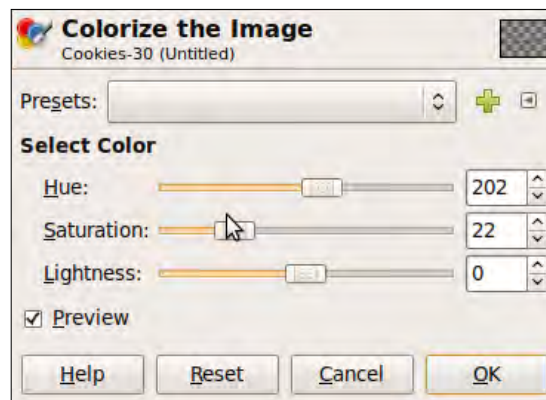 Colorize the Image
Cookies-30 (Untitled)
Presets:
Select Color
Hue: 202
Saturation: 22
Lightness: 0
Preview
Help Reset Cancel OK